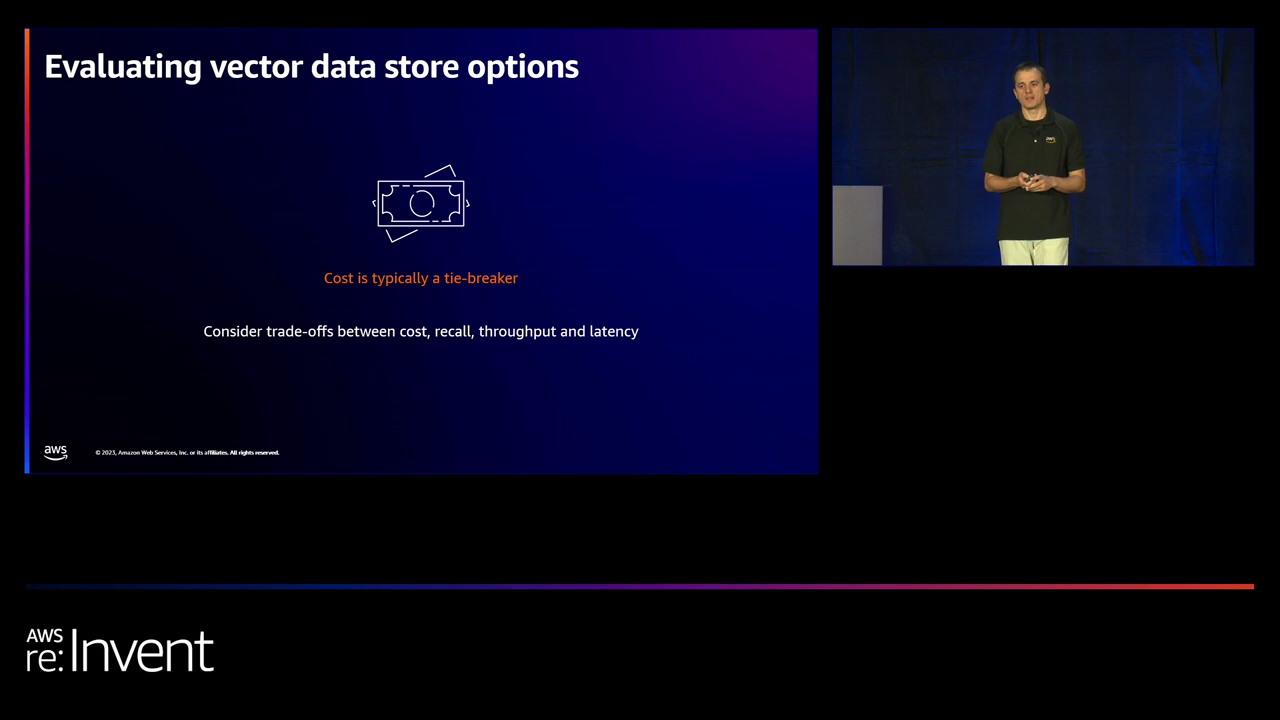 Evaluating vector data store options
Cost is typically a tie-breaker
Consider trade-offs between cost, recall, throughput and latency
aws
© 2023, Amazon Web Services, Inc. or its affiliates. All rights reserved.
aws
AWS
re:Invent